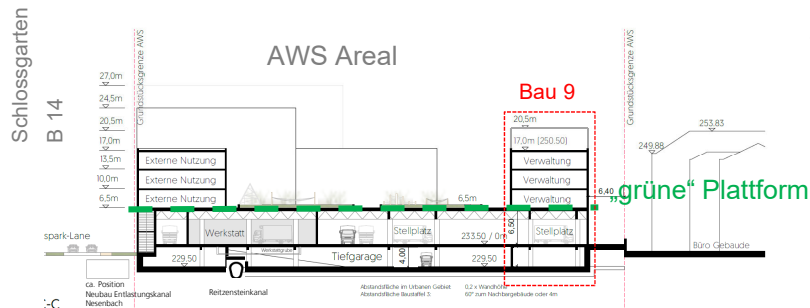 Schlossgarten
B 14
Grundstücksgrenze AWS
AWS Areal
Grundstücksgrenze AWS
27,0m
24,5m
20,5m
17,0m
13,5m
10,0m
6,5m
Bau 9
20,5m
17,0m (250.50)
253.83
249.88
Externe Nutzung
Externe Nutzung
Externe Nutzung
Verwaltung
Verwaltung
Verwaltung
6,5m
6,40
„grüne“ Plattform
Werkstatt
Stellplatz
233.50 / 0m
6,50
Stellplatz
spark-Lane
229.50
Tiefgarage
4,00
229.50
Büro Gebäude
ca. Position
Neubau Entlastungskanal
Nesenbach
Reitzensteinkanal
Abstandsfläche im Urbanen Gebiet 0,2 x Wandhöhe
Abstandsfläche Baustaffel 3: 60° zum Nachbargebäude oder 4m
:-C